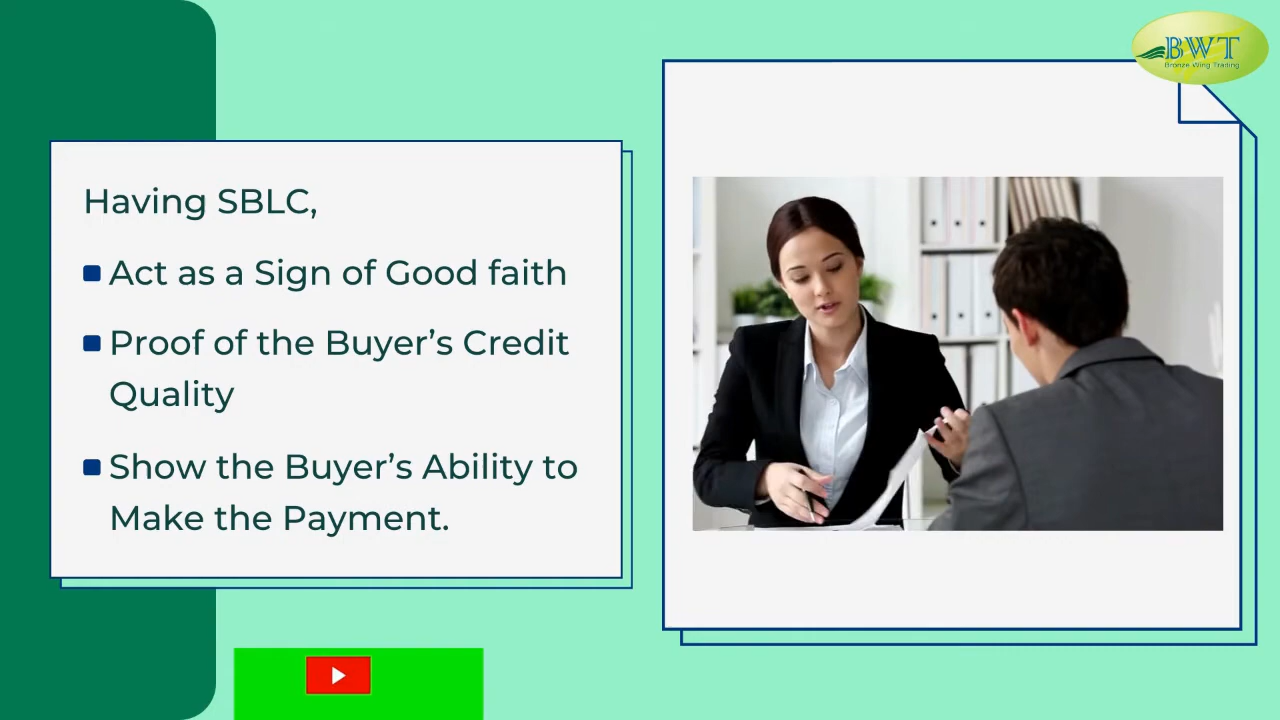 BWT
Bronze Wing Trading
Having SBLC,
Act as a Sign of Good faith
Proof of the Buyer’s Credit
Quality
Show the Buyer’s Ability to
Make the Payment.